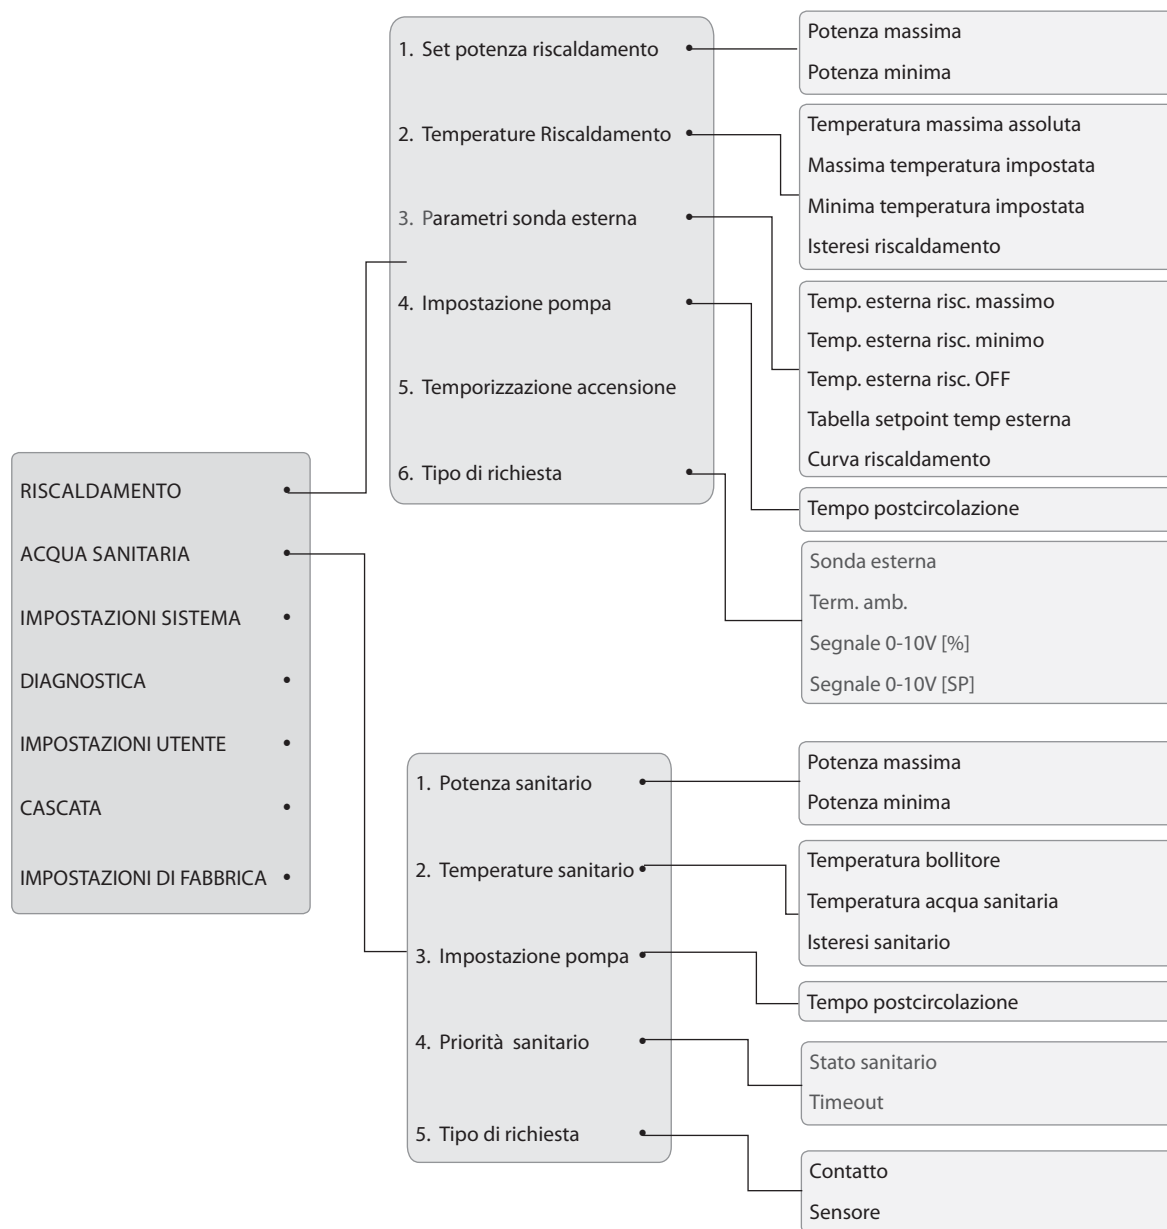 RISCALDAMENTO
ACQUA SANITARIA
IMPOSTAZIONI SISTEMA
DIAGNOSTICA
IMPOSTAZIONI UTENTE
CASCATA
IMPOSTAZIONI DI FABBRICA
1. Set potenza riscaldamento
2. Temperature Riscaldamento
3. Parametri sonda esterna
4. Impostazione pompa
5. Temporizzazione accensione
6. Tipo di richiesta
Potenza massima
Potenza minima
Temperatura massima assoluta
Massima temperatura impostata
Minima temperatura impostata
Isteresi riscaldamento
Temp. esterna risc. massimo
Temp. esterna risc. minimo
Temp. esterna risc. OFF
Tabella setpoint temp esterna
Curva riscaldamento
Tempo postcircolazione
Sonda esterna
Term. amb.
Segnale 0-10V [%]
Segnale 0-10V [SP]
1. Potenza sanitario
2. Temperature sanitario
3. Impostazione pompa
4. Priorità sanitario
5. Tipo di richiesta
Potenza massima
Potenza minima
Temperatura bollitore
Temperatura acqua sanitaria
Isteresi sanitario
Tempo postcircolazione
Stato sanitario
Timeout
Contatto
Sensore